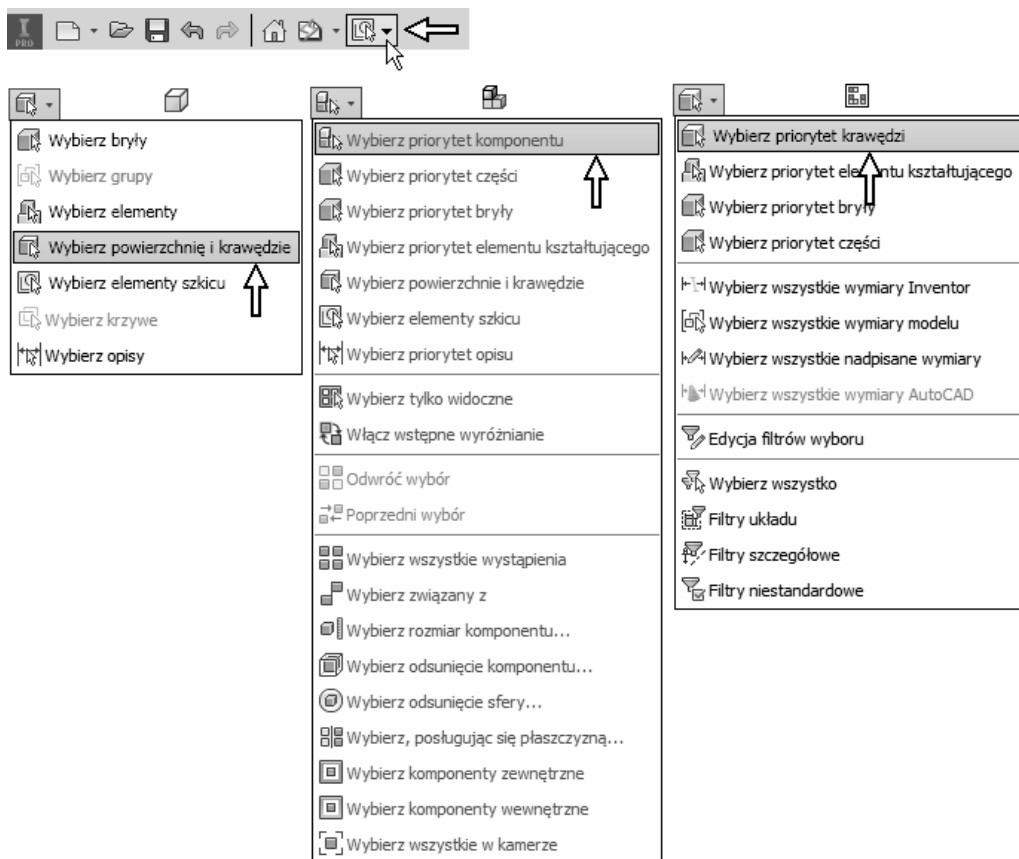 I
PRO
Wybierz bryły
Wybierz grupy
Wybierz elementy
Wybierz powierzchnię i krawędzie
Wybierz elementy szkicu
Wybierz krzywe
Wybierz opisy
Wybierz priorytet komponentu
Wybierz priorytet części
Wybierz priorytet bryły
Wybierz priorytet elementu kształtującego
Wybierz powierzchnie i krawędzie
Wybierz elementy szkicu
Wybierz priorytet opisu
Wybierz tylko widoczne
Włącz wstępne wyróżnianie
Odwróć wybór
Poprzedni wybór
Wybierz wszystkie wystąpienia
Wybierz związany z
Wybierz rozmiar komponentu...
Wybierz odsunięcie komponentu...
Wybierz odsunięcie sfery...
Wybierz, posługując się płaszczyzną...
Wybierz komponenty zewnętrzne
Wybierz komponenty wewnętrzne
Wybierz wszystkie w kamerze
Wybierz priorytet krawędzi
Wybierz priorytet elementu kształtującego
Wybierz priorytet bryły
Wybierz priorytet części
Wybierz wszystkie wymiary Inventor
Wybierz wszystkie wymiary modelu
Wybierz wszystkie nadpisane wymiary
Wybierz wszystkie wymiary AutoCAD
Edycja filtrów wyboru
Wybierz wszystko
Filtry układu
Filtry szczegółowe
Filtry niestandardowe